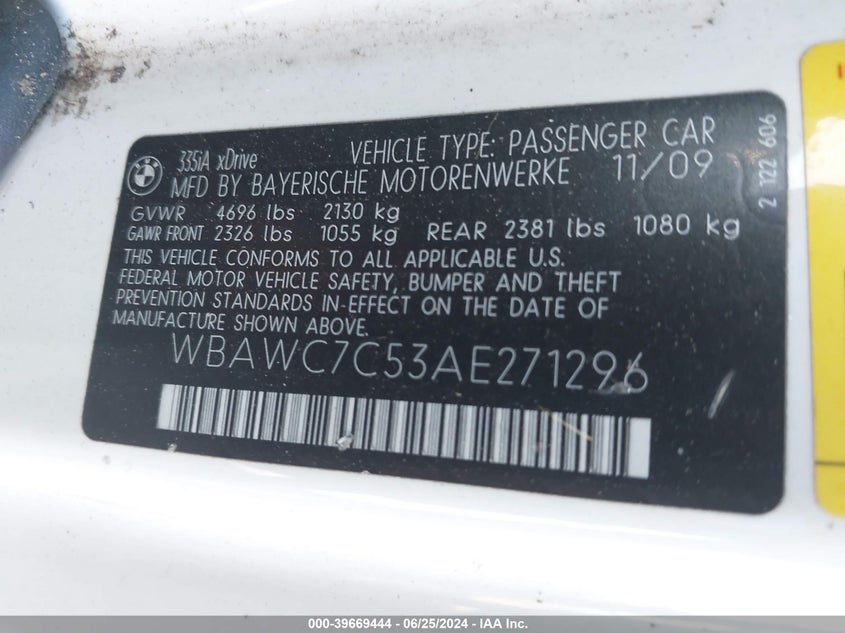 BMW
335iA xDrive VEHICLE TYPE: PASSENGER CAR
MFD BY BAYERISCHE MOTORENWERKE 11/09
GVWR 4696 lbs 2130 kg
GAWR FRONT 2326 lbs 1055 kg REAR 2381 lbs 1080 kg
THIS VEHICLE CONFORMS TO ALL APPLICABLE U.S.
FEDERAL MOTOR VEHICLE SAFETY, BUMPER AND THEFT
PREVENTION STANDARDS IN EFFECT ON THE DATE OF
MANUFACTURE SHOWN ABOVE.
WBAWC7C53AE271296
2 122 606
000-39669444 - 06/25/2024 - IAA Inc.